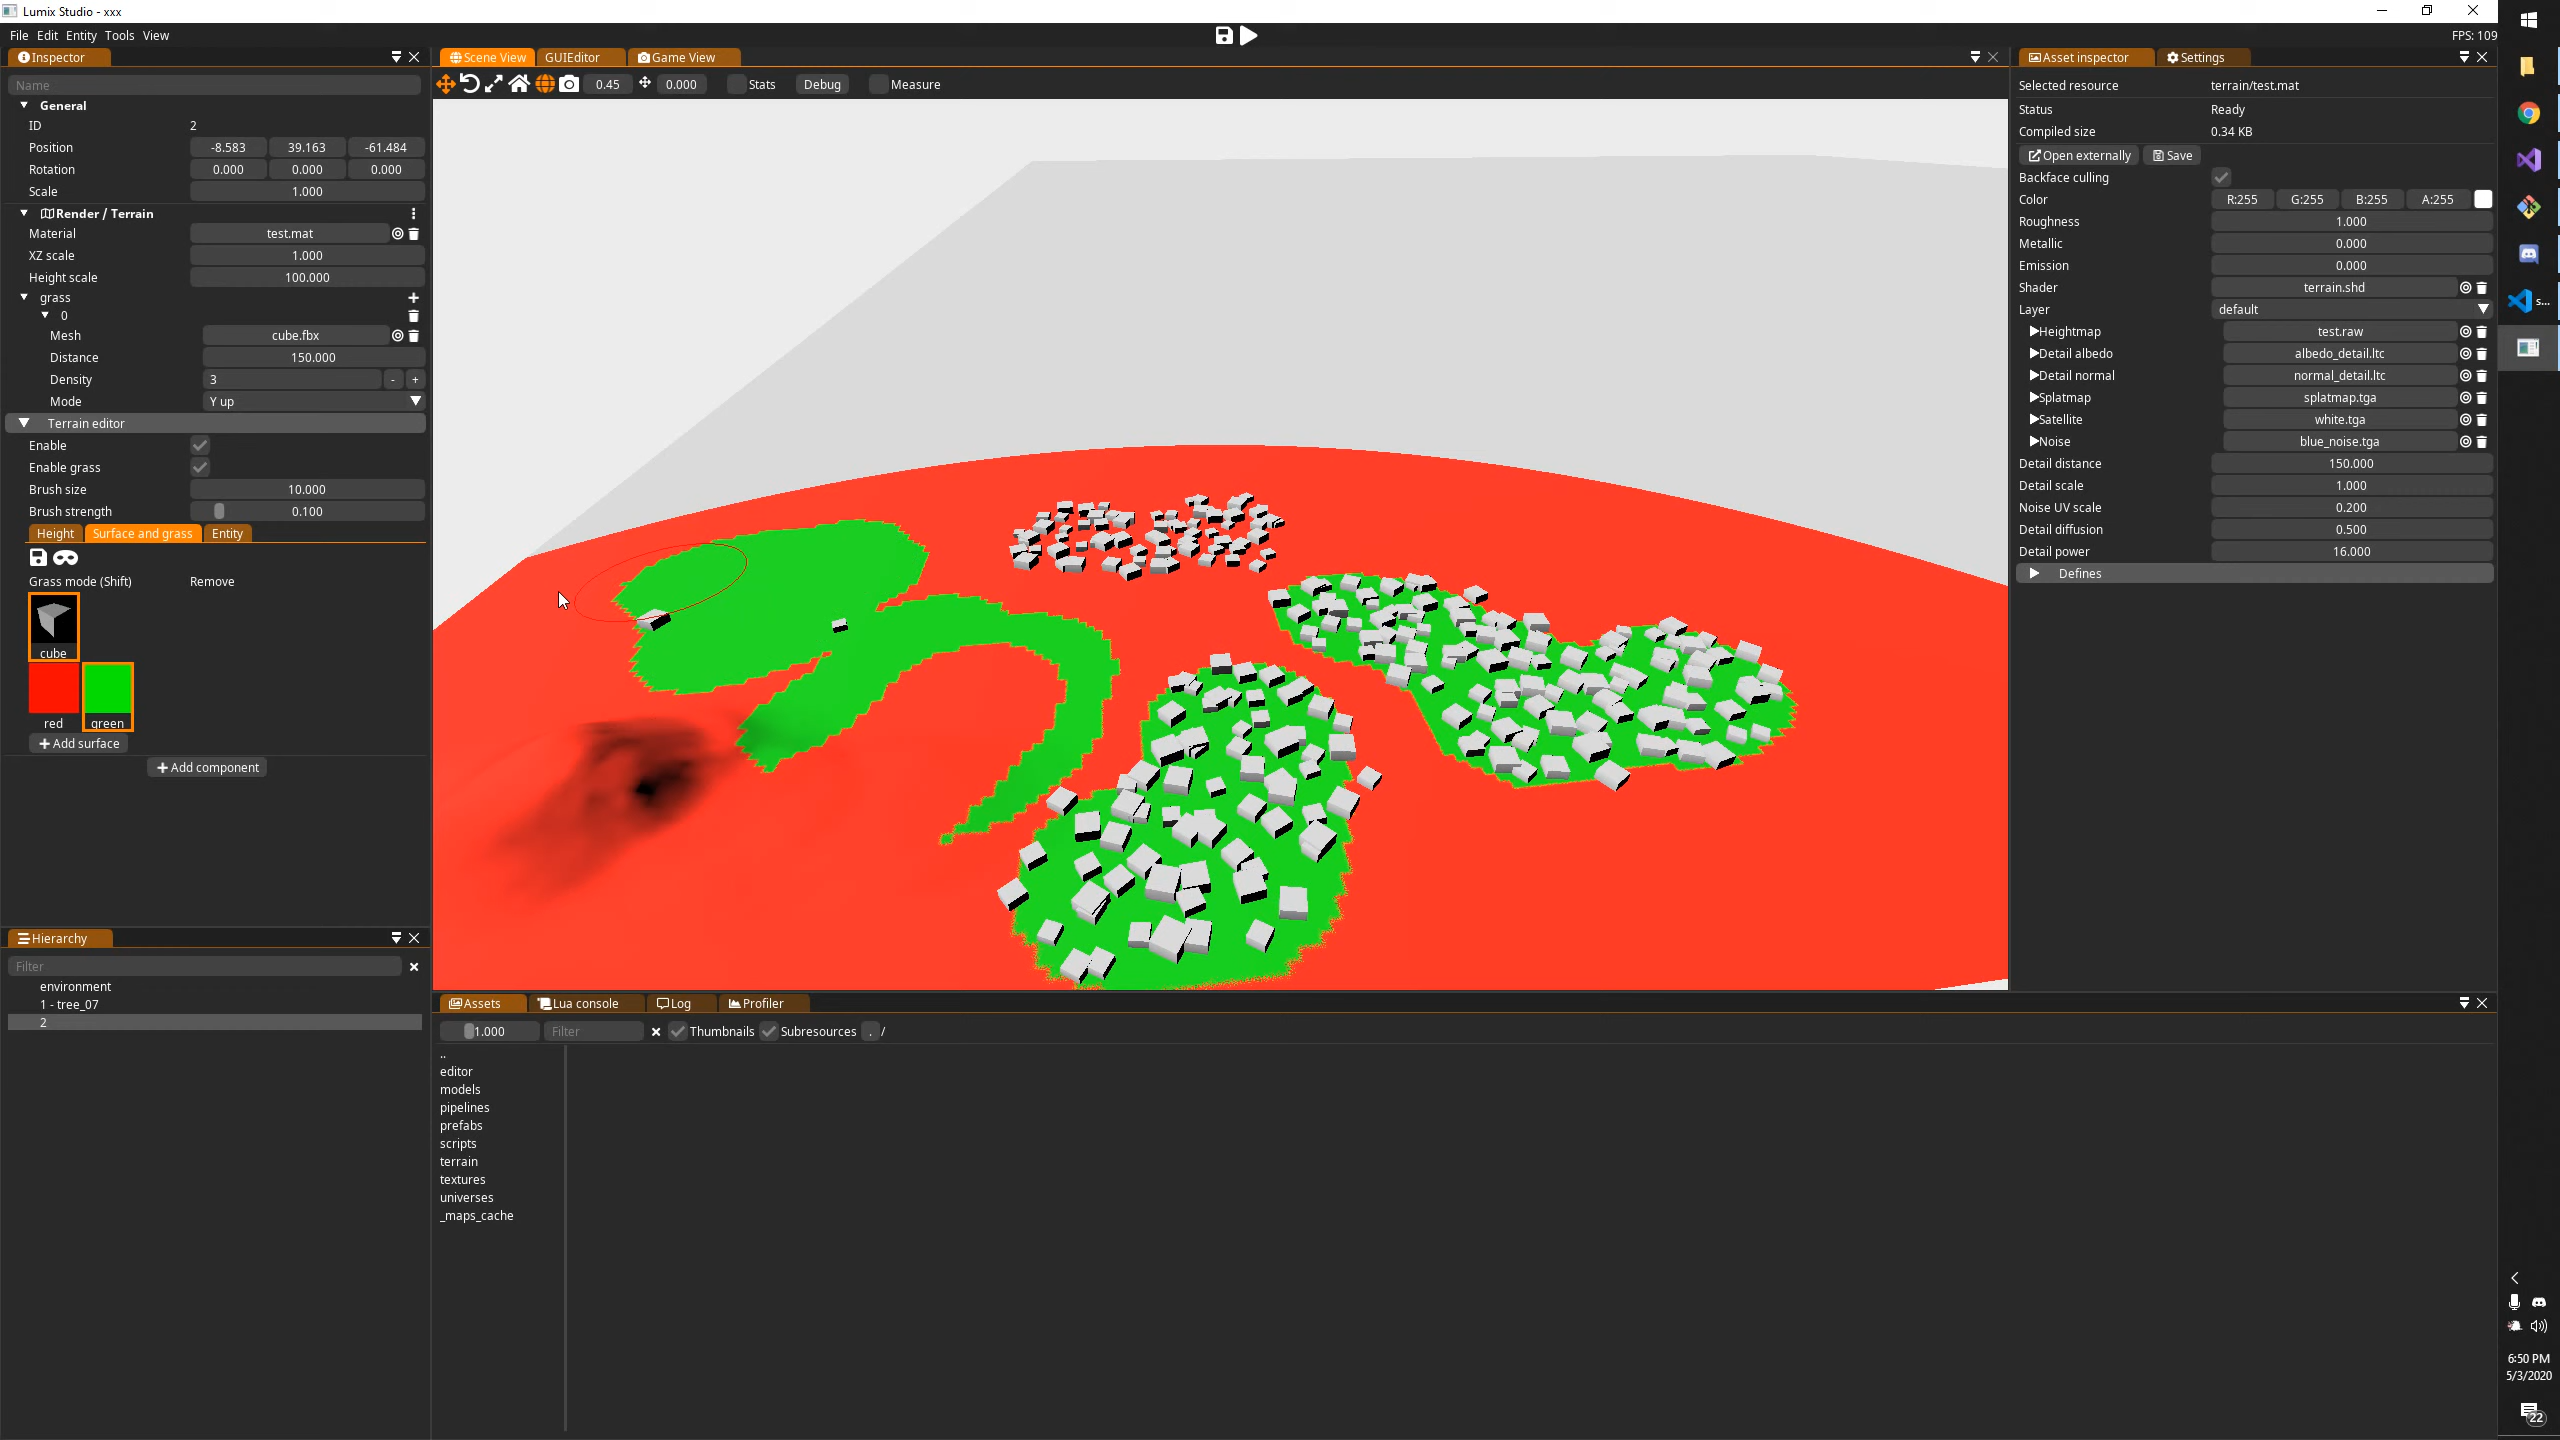 Lumix Studio - xxx
File Edit Entity Tools View
FPS: 109
Inspector
Name
General
ID 2
Position -8.583 39.163 -61.484
Rotation 0.000 0.000 0.000
Scale 1.000
Render / Terrain
Material test.mat
XZ scale 1.000
Height scale 100.000
grass
0
Mesh cube.fbx
Distance 150.000
Density 3 - +
Mode Y up
Terrain editor
Enable
Enable grass
Brush size 10.000
Brush strength 0.100
Height Surface and grass Entity
Grass mode (Shift) Remove
cube
red green
Add surface
Add component
Hierarchy
Filter
environment
1 - tree_07
2
Scene View GUIEditor Game View
0.45 0.000 Stats Debug Measure
Assets Lua console Log Profiler
1.000 Filter Thumbnails Subresources . /
..
editor
models
pipelines
prefabs
scripts
terrain
textures
universes
_maps_cache
Asset inspector Settings
Selected resource terrain/test.mat
Status Ready
Compiled size 0.34 KB
Open externally Save
Backface culling
Color R:255 G:255 B:255 A:255
Roughness 1.000
Metallic 0.000
Emission 0.000
Shader terrain.shd
Layer default
Heightmap test.raw
Detail albedo albedo_detail.ltc
Detail normal normal_detail.ltc
Splatmap splatmap.tga
Satellite white.tga
Noise blue_noise.tga
Detail distance 150.000
Detail scale 1.000
Noise UV scale 0.200
Detail diffusion 0.500
Detail power 16.000
Defines
s...
6:50 PM
5/3/2020
22